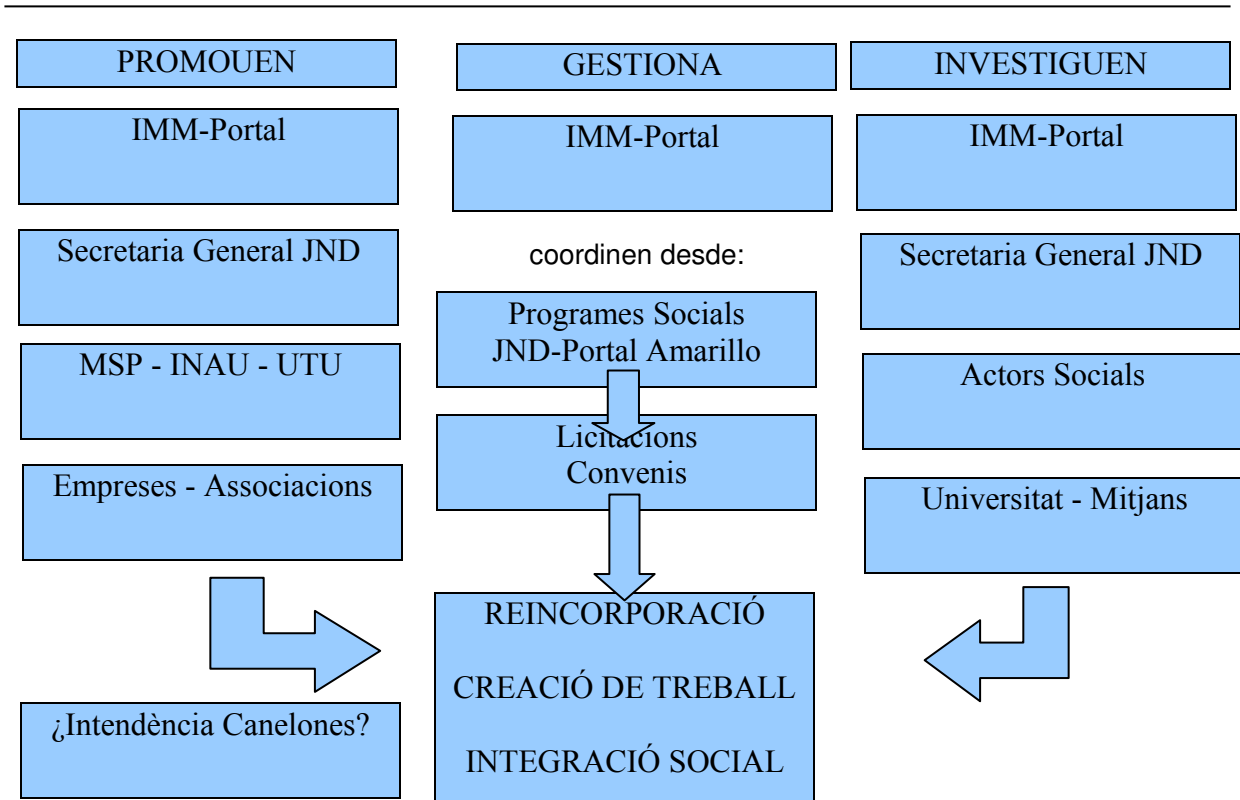 PROMOUEN
IMM-Portal
Secretaria General JND
MSP - INAU - UTU
Empreses - Associacions
¿Intendència Canelones?
GESTIONA
IMM-Portal
coordinen desde:
Programes Socials
JND-Portal Amarillo
Licitacions
Convenis
REINCORPORACIÓ
CREACIÓ DE TREBALL
INTEGRACIÓ SOCIAL
INVESTIGUEN
IMM-Portal
Secretaria General JND
Actors Socials
Universitat - Mitjans